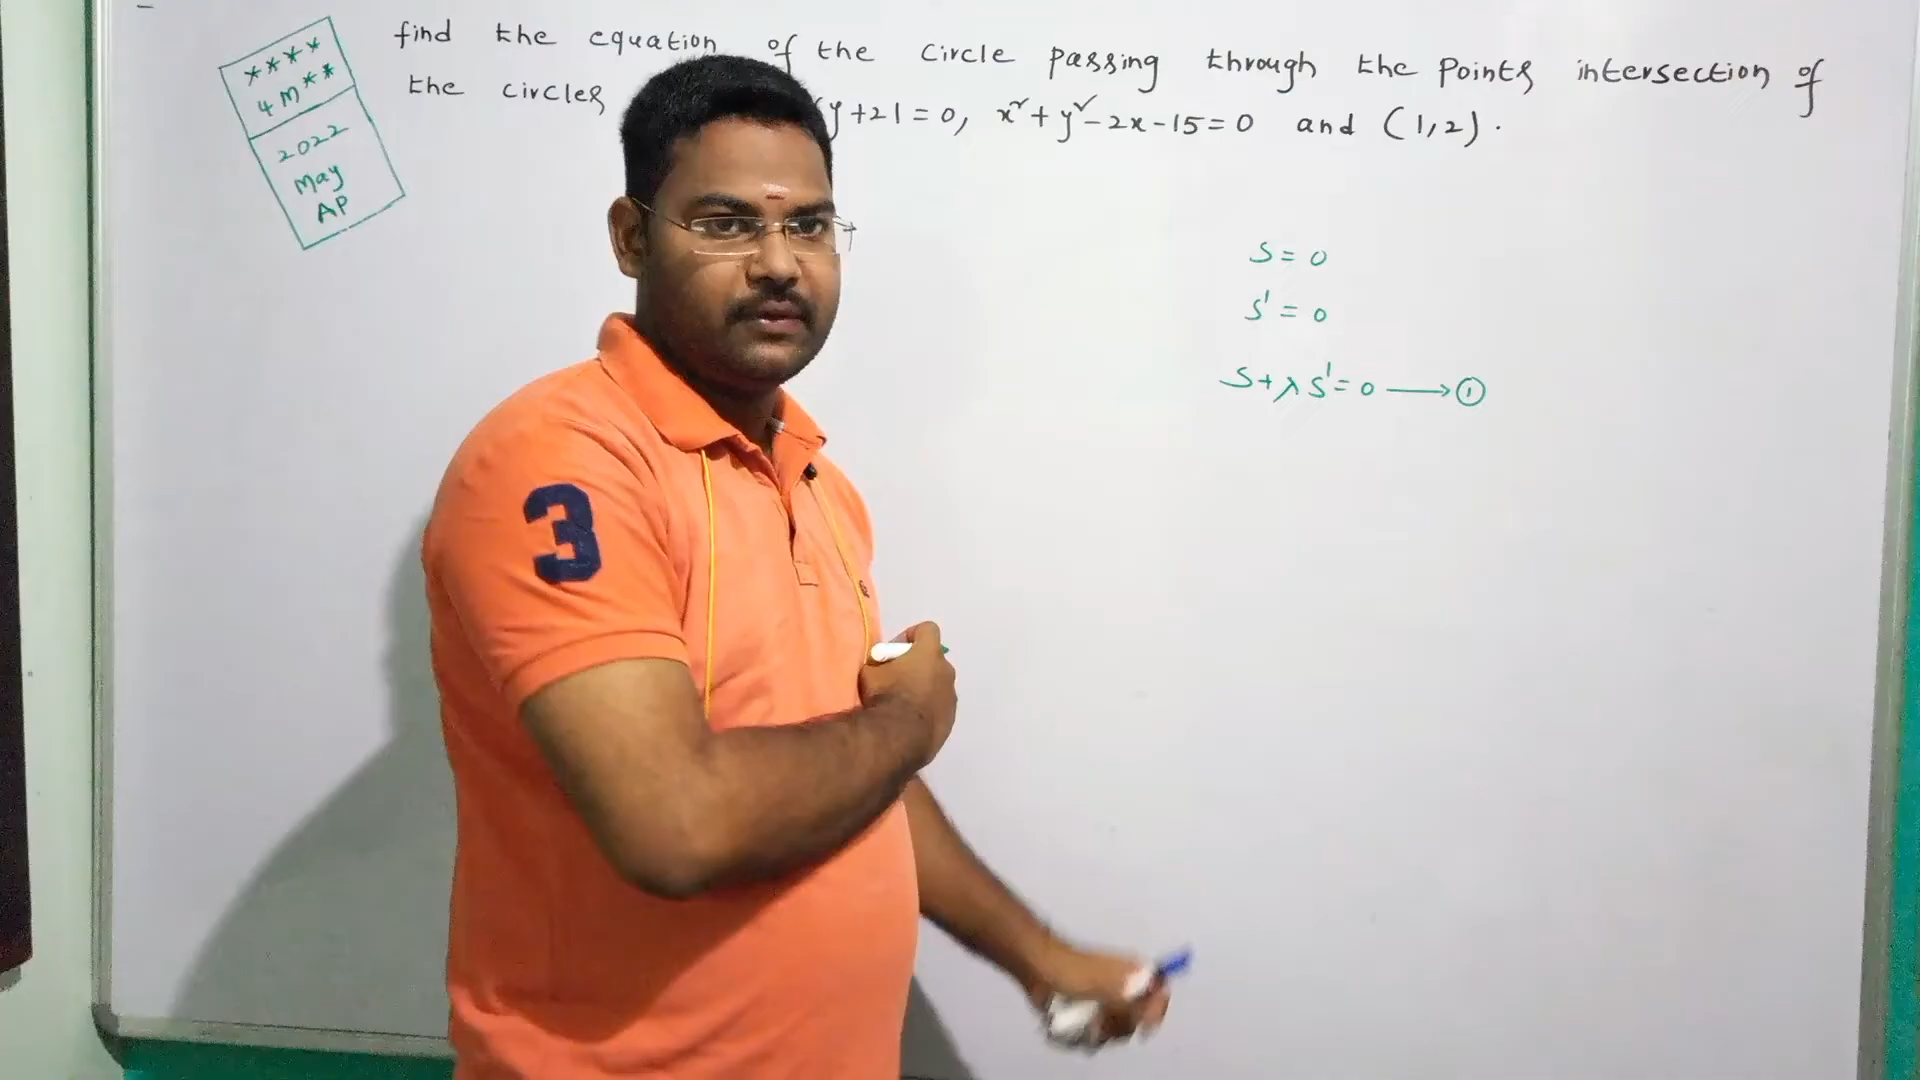 find the equation of the circle passing through the points intersection of
the circles y+21=0, x²+y²-2x-15=0 and (1,2).
****
4M**
2022
May
AP
S=0
S'=0
S+λS'=0 ⟶ ①
3